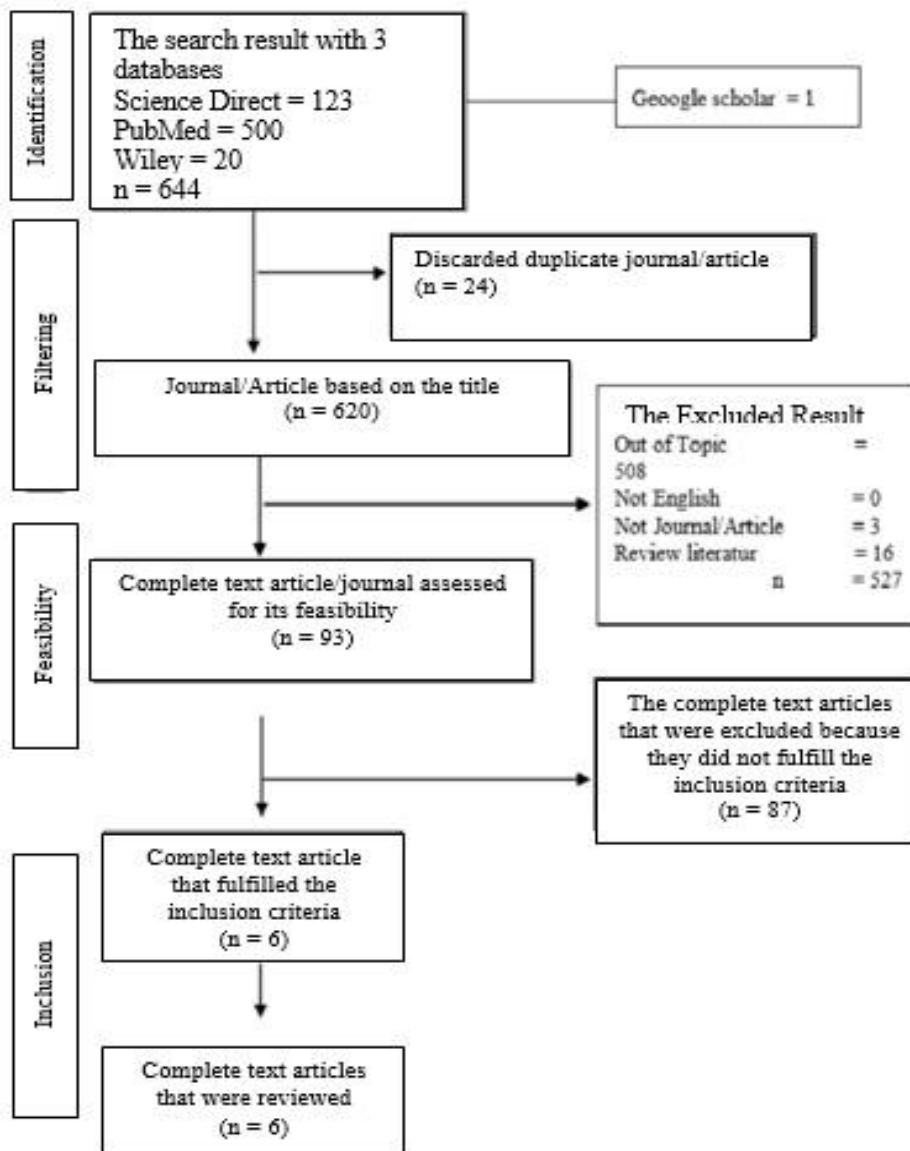 Identification
The search result with 3
databases
Science Direct = 123
PubMed = 500
Wiley = 20
n = 644
Geoogle scholar = 1
Filtering
Discarded duplicate journal/article
(n = 24)
Journal/Article based on the title
(n = 620)
The Excluded Result
Out of Topic =
508
Not English = 0
Not Journal/Article = 3
Review literatur = 16
n = 527
Feasibility
Complete text article/journal assessed
for its feasibility
(n = 93)
The complete text articles
that were excluded because
they did not fulfill the
inclusion criteria
(n = 87)
Inclusion
Complete text article
that fulfilled the
inclusion criteria
(n = 6)
Complete text articles
that were reviewed
(n = 6)